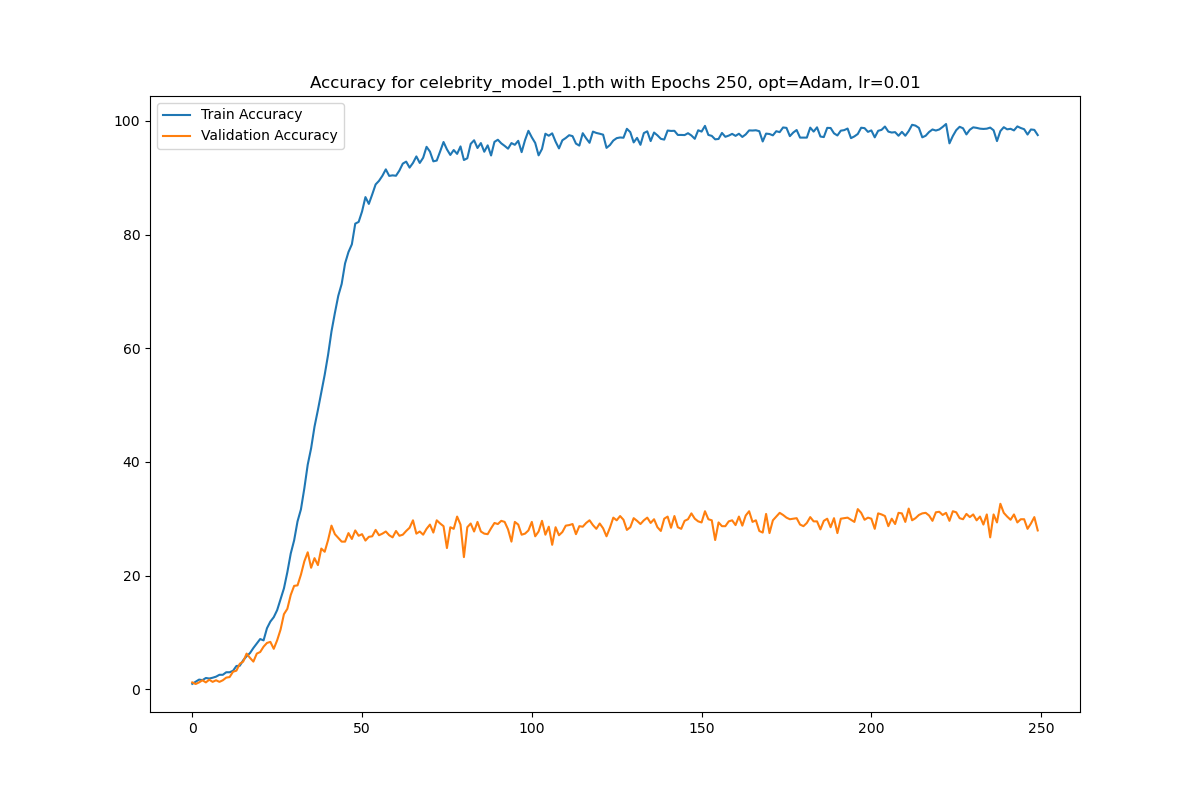 Accuracy for celebrity_model_1.pth with Epochs 250, opt=Adam, lr=0.01
Train Accuracy
Validation Accuracy
100
80
60
40
20
0
0 50 100 150 200 250